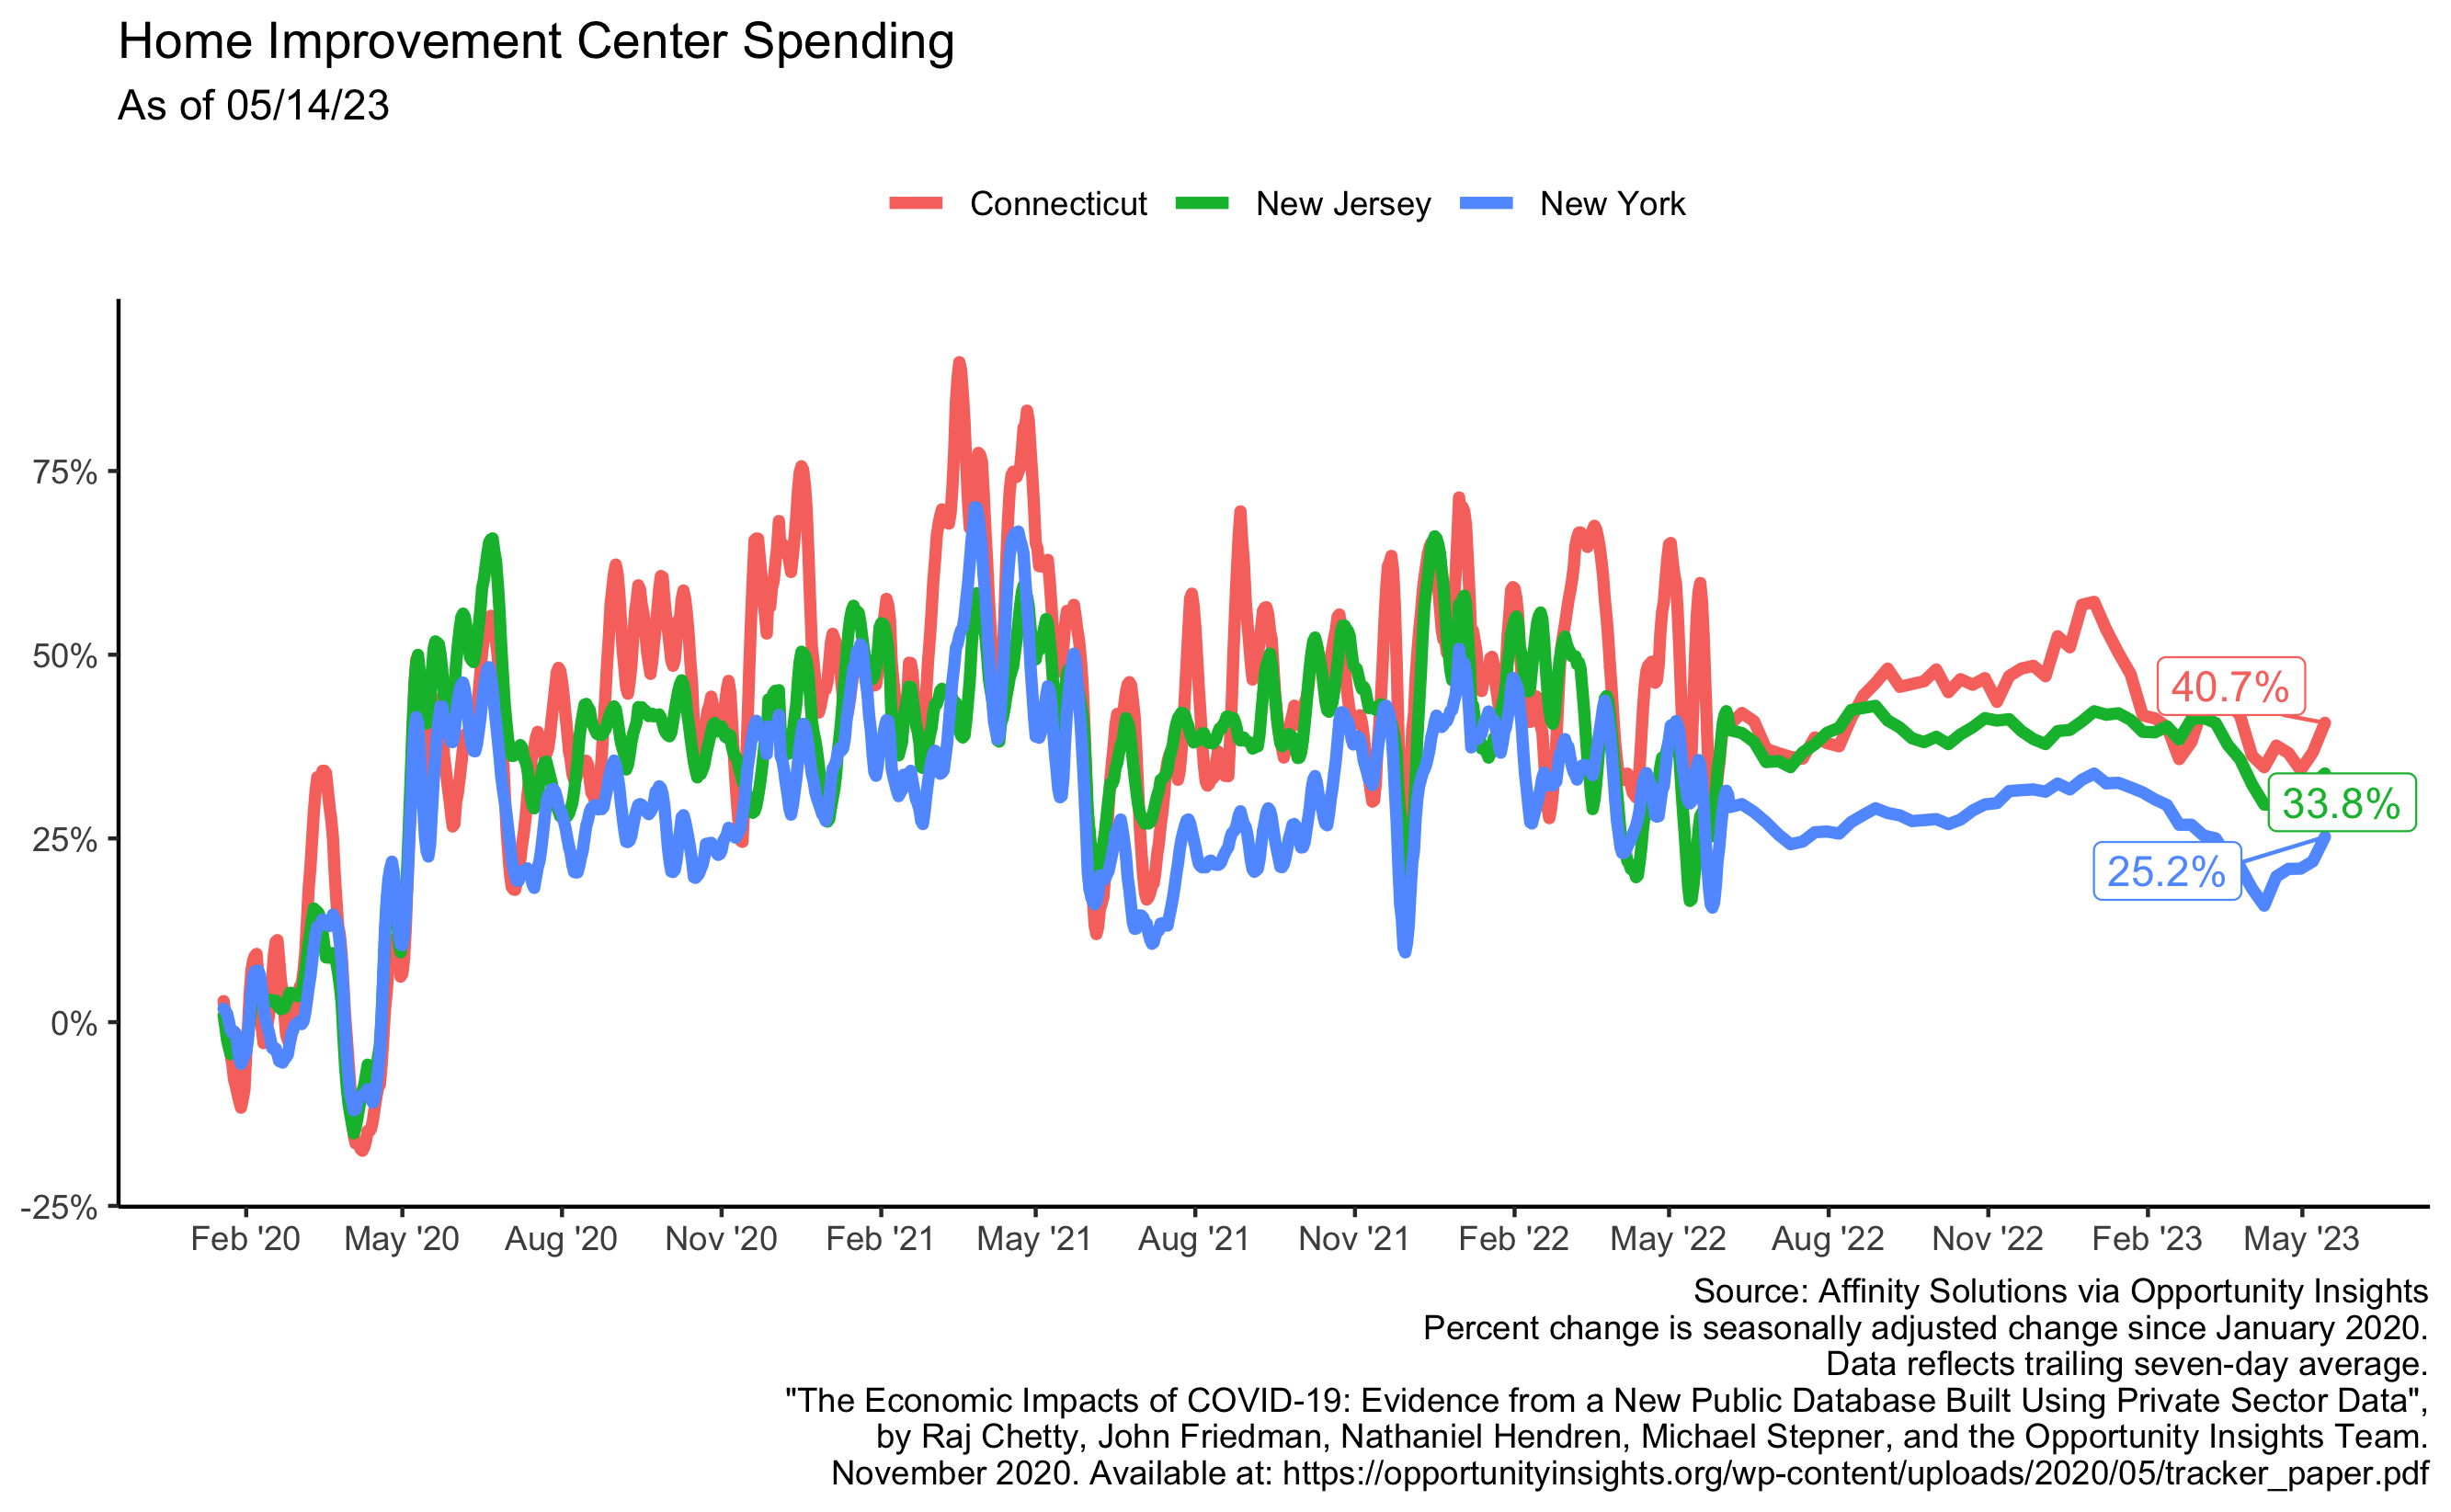 Home Improvement Center Spending
As of 05/14/23
Connecticut New Jersey New York
75%
50%
25%
0%
-25%
40.7%
33.8%
25.2%
Feb '20 May '20 Aug '20 Nov '20 Feb '21 May '21 Aug '21 Nov '21 Feb '22 May '22 Aug '22 Nov '22 Feb '23 May '23
Source: Affinity Solutions via Opportunity Insights
Percent change is seasonally adjusted change since January 2020.
Data reflects trailing seven-day average.
"The Economic Impacts of COVID-19: Evidence from a New Public Database Built Using Private Sector Data",
by Raj Chetty, John Friedman, Nathaniel Hendren, Michael Stepner, and the Opportunity Insights Team.
November 2020. Available at: https://opportunityinsights.org/wp-content/uploads/2020/05/tracker_paper.pdf